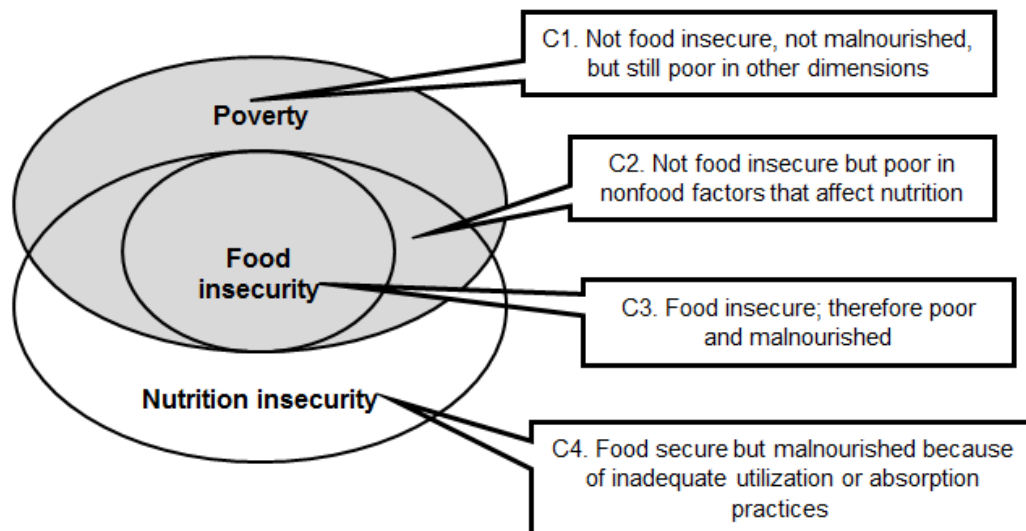 C1. Not food insecure, not malnourished,
but still poor in other dimensions
Poverty
C2. Not food insecure but poor in
nonfood factors that affect nutrition
Food
insecurity
C3. Food insecure; therefore poor
and malnourished
Nutrition insecurity
C4. Food secure but malnourished because
of inadequate utilization or absorption
practices